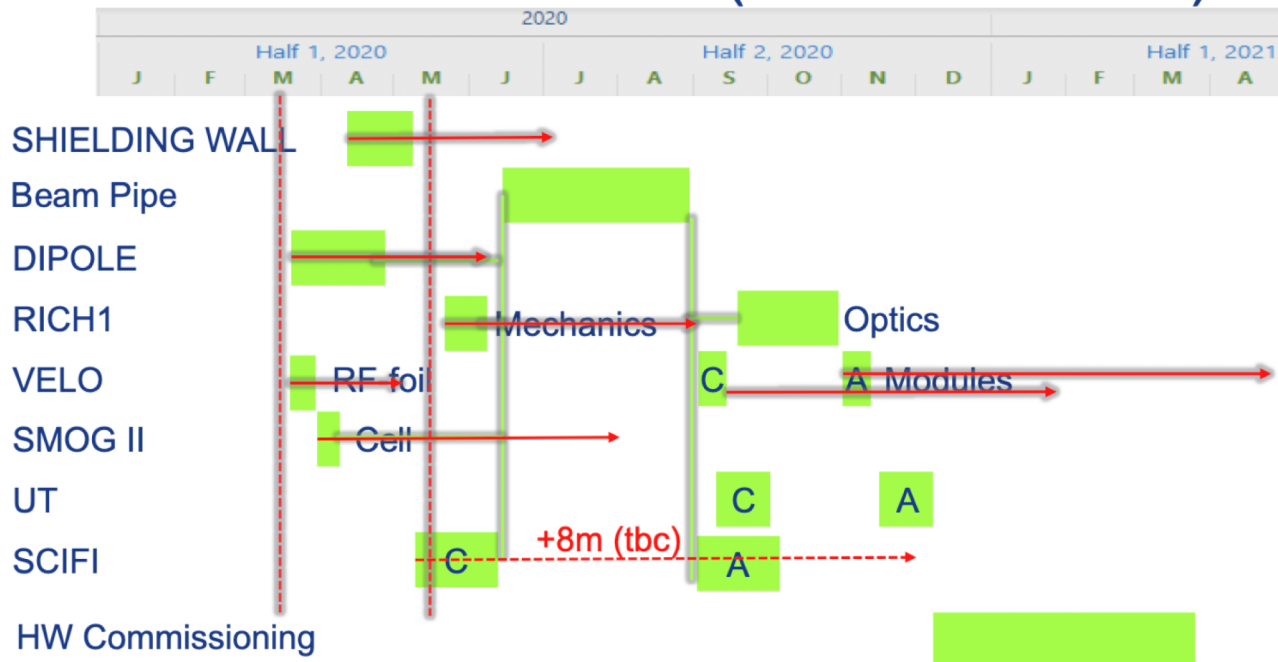 2020
Half 1, 2020 Half 2, 2020 Half 1, 2021
J F M A M J J A S O N D J F M A
SHIELDING WALL
Beam Pipe
DIPOLE
RICH1 Mechanics Optics
VELO RF foil C A Modules
SMOG II Cell
UT C A
+8m (tbc)
SCIFI C A
HW Commissioning